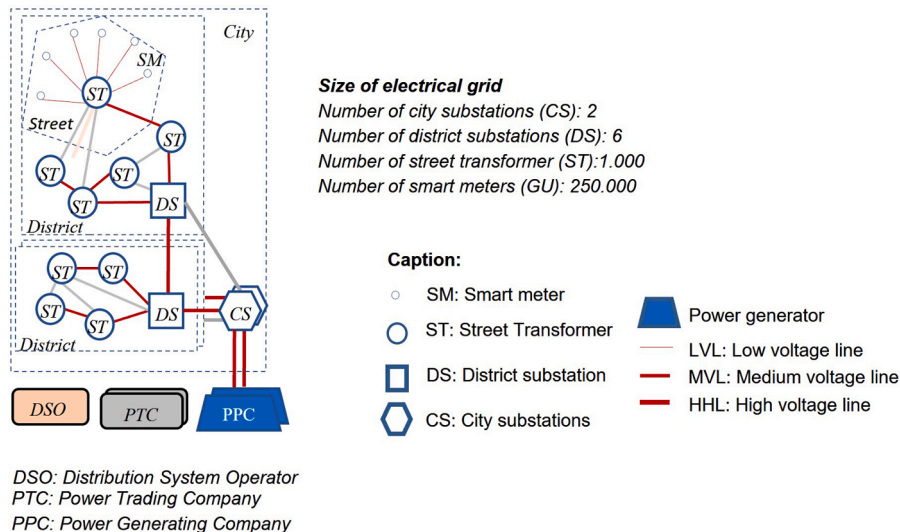 City
SM
ST
Street
ST
ST
ST
ST
DS
District
ST
ST
ST
ST
DS
CS
District
DSO
PTC
PPC
DSO: Distribution System Operator
PTC: Power Trading Company
PPC: Power Generating Company
Size of electrical grid
Number of city substations (CS): 2
Number of district substations (DS): 6
Number of street transformer (ST):1.000
Number of smart meters (GU): 250.000
Caption:
SM: Smart meter
ST: Street Transformer
DS: District substation
CS: City substations
Power generator
LVL: Low voltage line
MVL: Medium voltage line
HHL: High voltage line